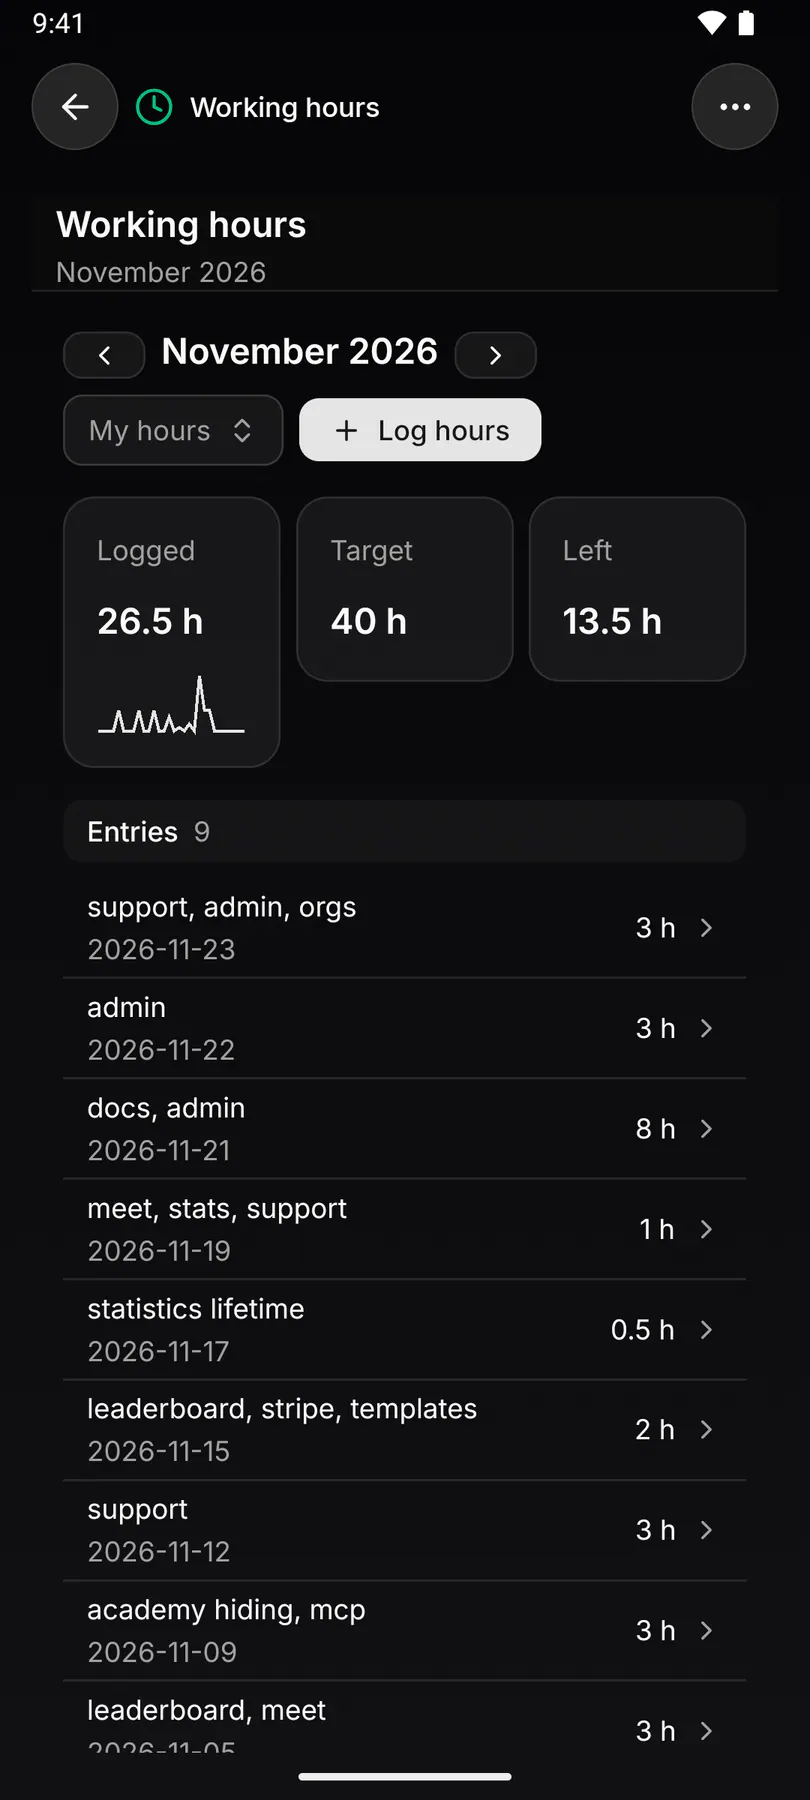 9:41
Working hours
Working hours
November 2026
November 2026
My hours
+ Log hours
Logged
Target
Left
26.5 h
40 h
13.5 h
Entries 9
support, admin, orgs
3 h
2026-11-23
admin
3 h
2026-11-22
docs, admin
8 h
2026-11-21
meet, stats, support
1 h
2026-11-19
statistics lifetime
0.5 h
2026-11-17
leaderboard, stripe, templates
2 h
2026-11-15
support
3 h
2026-11-12
academy hiding, mcp
3 h
2026-11-09
leaderboard, meet
3 h
2026-11-05